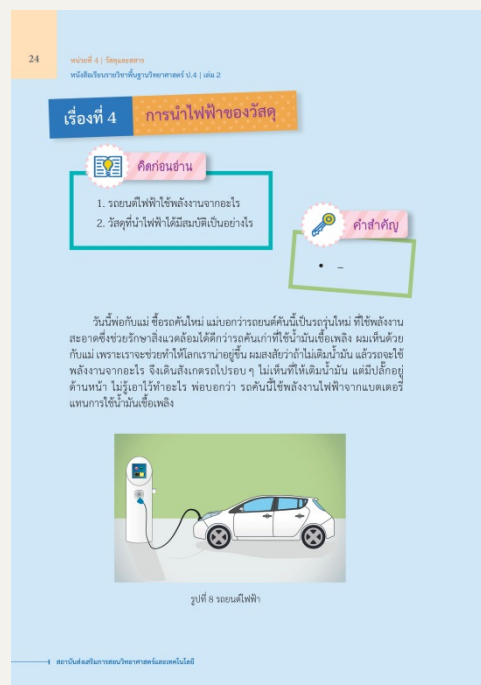 24
หน่วยที่ 4 | วัสดุและสสาร
หนังสือเรียนรายวิชาพื้นฐานวิทยาศาสตร์ ป.4 | เล่ม 2
เรื่องที่ 4 การนำไฟฟ้าของวัสดุ
คิดก่อนอ่าน
1. รถยนต์ไฟฟ้าใช้พลังงานจากอะไร
2. วัสดุที่นำไฟฟ้าได้มีสมบัติเป็นอย่างไร
คำสำคัญ
• –
วันนี้พ่อกับแม่ ซื้อรถคันใหม่ แม่บอกว่ารถยนต์คันนี้เป็นรถรุ่นใหม่ ที่ใช้พลังงาน
สะอาดซึ่งช่วยรักษาสิ่งแวดล้อมได้ดีกว่ารถคันเก่าที่ใช้น้ำมันเชื้อเพลิง ผมเห็นด้วย
กับแม่ เพราะเราจะช่วยทำให้โลกเราน่าอยู่ขึ้น ผมสงสัยว่าถ้าไม่เติมน้ำมัน แล้วรถจะใช้
พลังงานจากอะไร จึงเดินสังเกตรถไปรอบ ๆ ไม่เห็นที่ให้เติมน้ำมัน แต่มีปลั๊กอยู่
ด้านหน้า ไม่รู้เอาไว้ทำอะไร พ่อบอกว่า รถคันนี้ใช้พลังงานไฟฟ้าจากแบตเตอรี่
แทนการใช้น้ำมันเชื้อเพลิง
รูปที่ 8 รถยนต์ไฟฟ้า
สถาบันส่งเสริมการสอนวิทยาศาสตร์และเทคโนโลยี